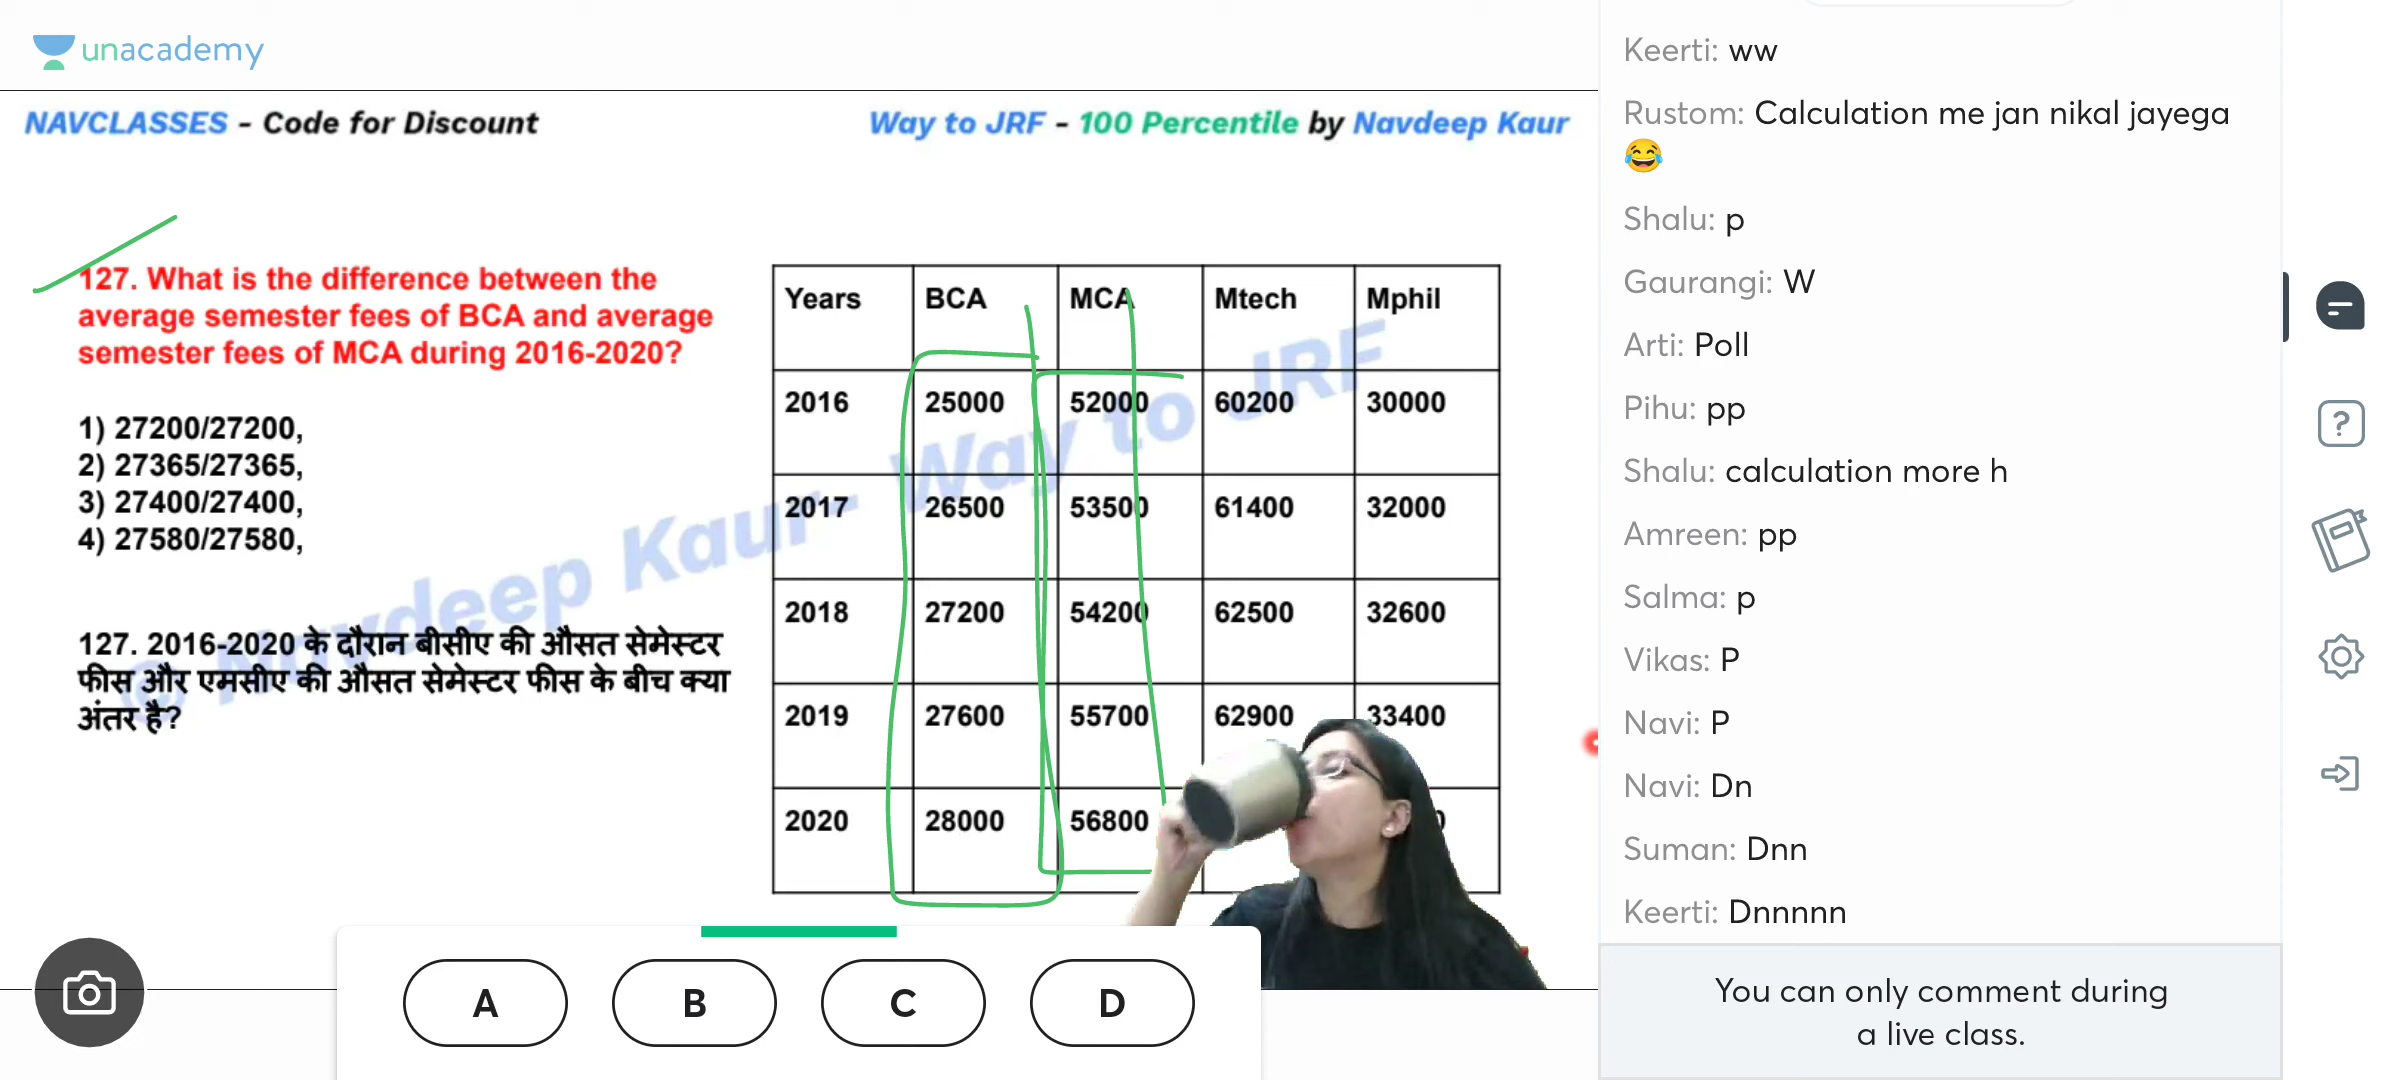 unacademy
NAVCLASSES - Code for Discount
Way to JRF - 100 Percentile by Navdeep Kaur
127. What is the difference between the
average semester fees of BCA and average
semester fees of MCA during 2016-2020?
1) 27200/27200,
2) 27365/27365,
3) 27400/27400,
4) 27580/27580,
127. 2016-2020 के दौरान बीसीए की औसत सेमेस्टर
फीस और एमसीए की औसत सेमेस्टर फीस के बीच क्या
अंतर है?
Years BCA MCA Mtech Mphil
2016 25000 52000 60200 30000
2017 26500 53500 61400 32000
2018 27200 54200 62500 32600
2019 27600 55700 62900 33400
2020 28000 56800
© Navdeep Kaur- Way to JRF
A B C D
Keerti: ww
Rustom: Calculation me jan nikal jayega
😂
Shalu: p
Gaurangi: W
Arti: Poll
Pihu: pp
Shalu: calculation more h
Amreen: pp
Salma: p
Vikas: P
Navi: P
Navi: Dn
Suman: Dnn
Keerti: Dnnnnn
You can only comment during
a live class.